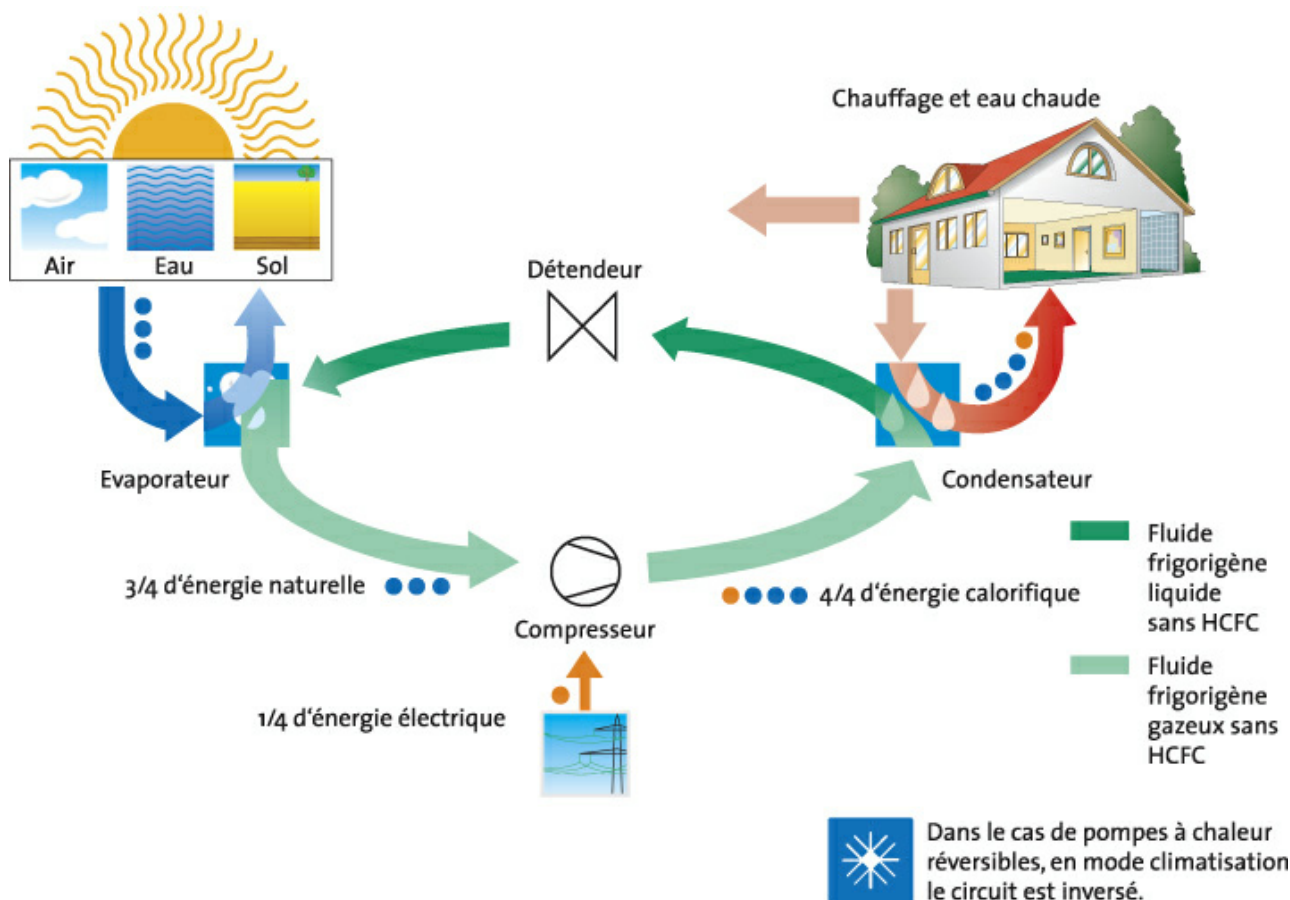 Chauffage et eau chaude
Air
Eau
Sol
Détendeur
Evaporateur
Condensateur
3/4 d‘énergie naturelle
4/4 d‘énergie calorifique
Compresseur
1/4 d‘énergie électrique
Fluide
frigorigène
liquide
sans HCFC
Fluide
frigorigène
gazeux sans
HCFC
Dans le cas de pompes à chaleur
réversibles, en mode climatisation
le circuit est inversé.